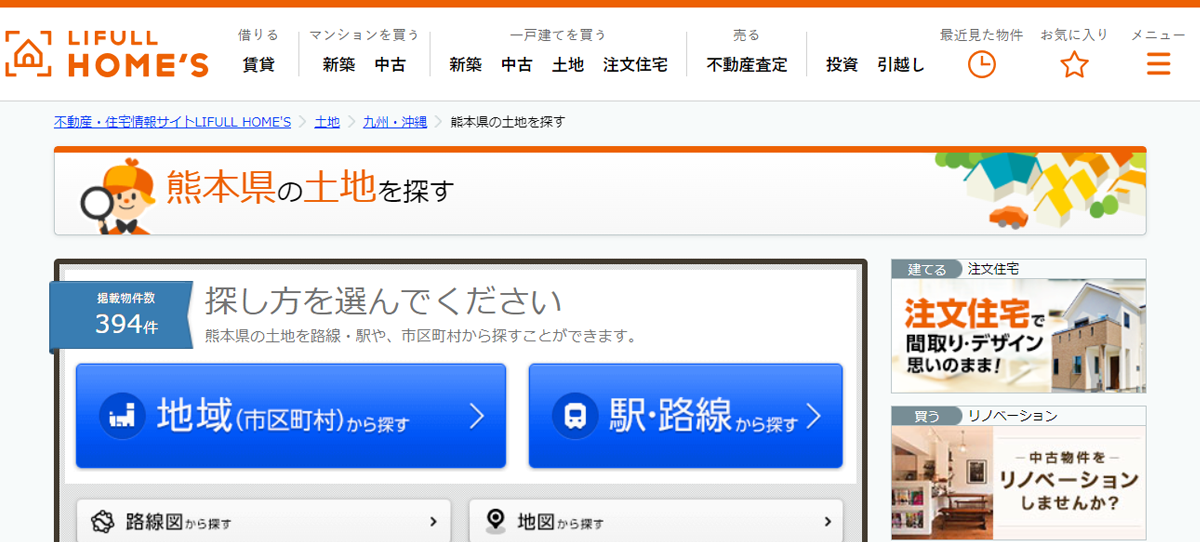 LIFULL HOME'S
借りる
賃貸
マンションを買う
新築 中古
一戸建てを買う
新築 中古 土地 注文住宅
売る
不動産査定
投資 引越し
最近見た物件
お気に入り
メニュー
不動産・住宅情報サイトLIFULL HOME'S
土地
九州・沖縄
熊本県の土地を探す
熊本県の土地を探す
掲載物件数
394件
探し方を選んでください
熊本県の土地を路線・駅や、市区町村から探すことができます。
地域(市区町村)から探す
駅・路線から探す
路線図から探す
地図から探す
建てる 注文住宅
注文住宅で
間取り・デザイン
思いのまま!
買う リノベーション
中古物件を
リノベーション
しませんか?